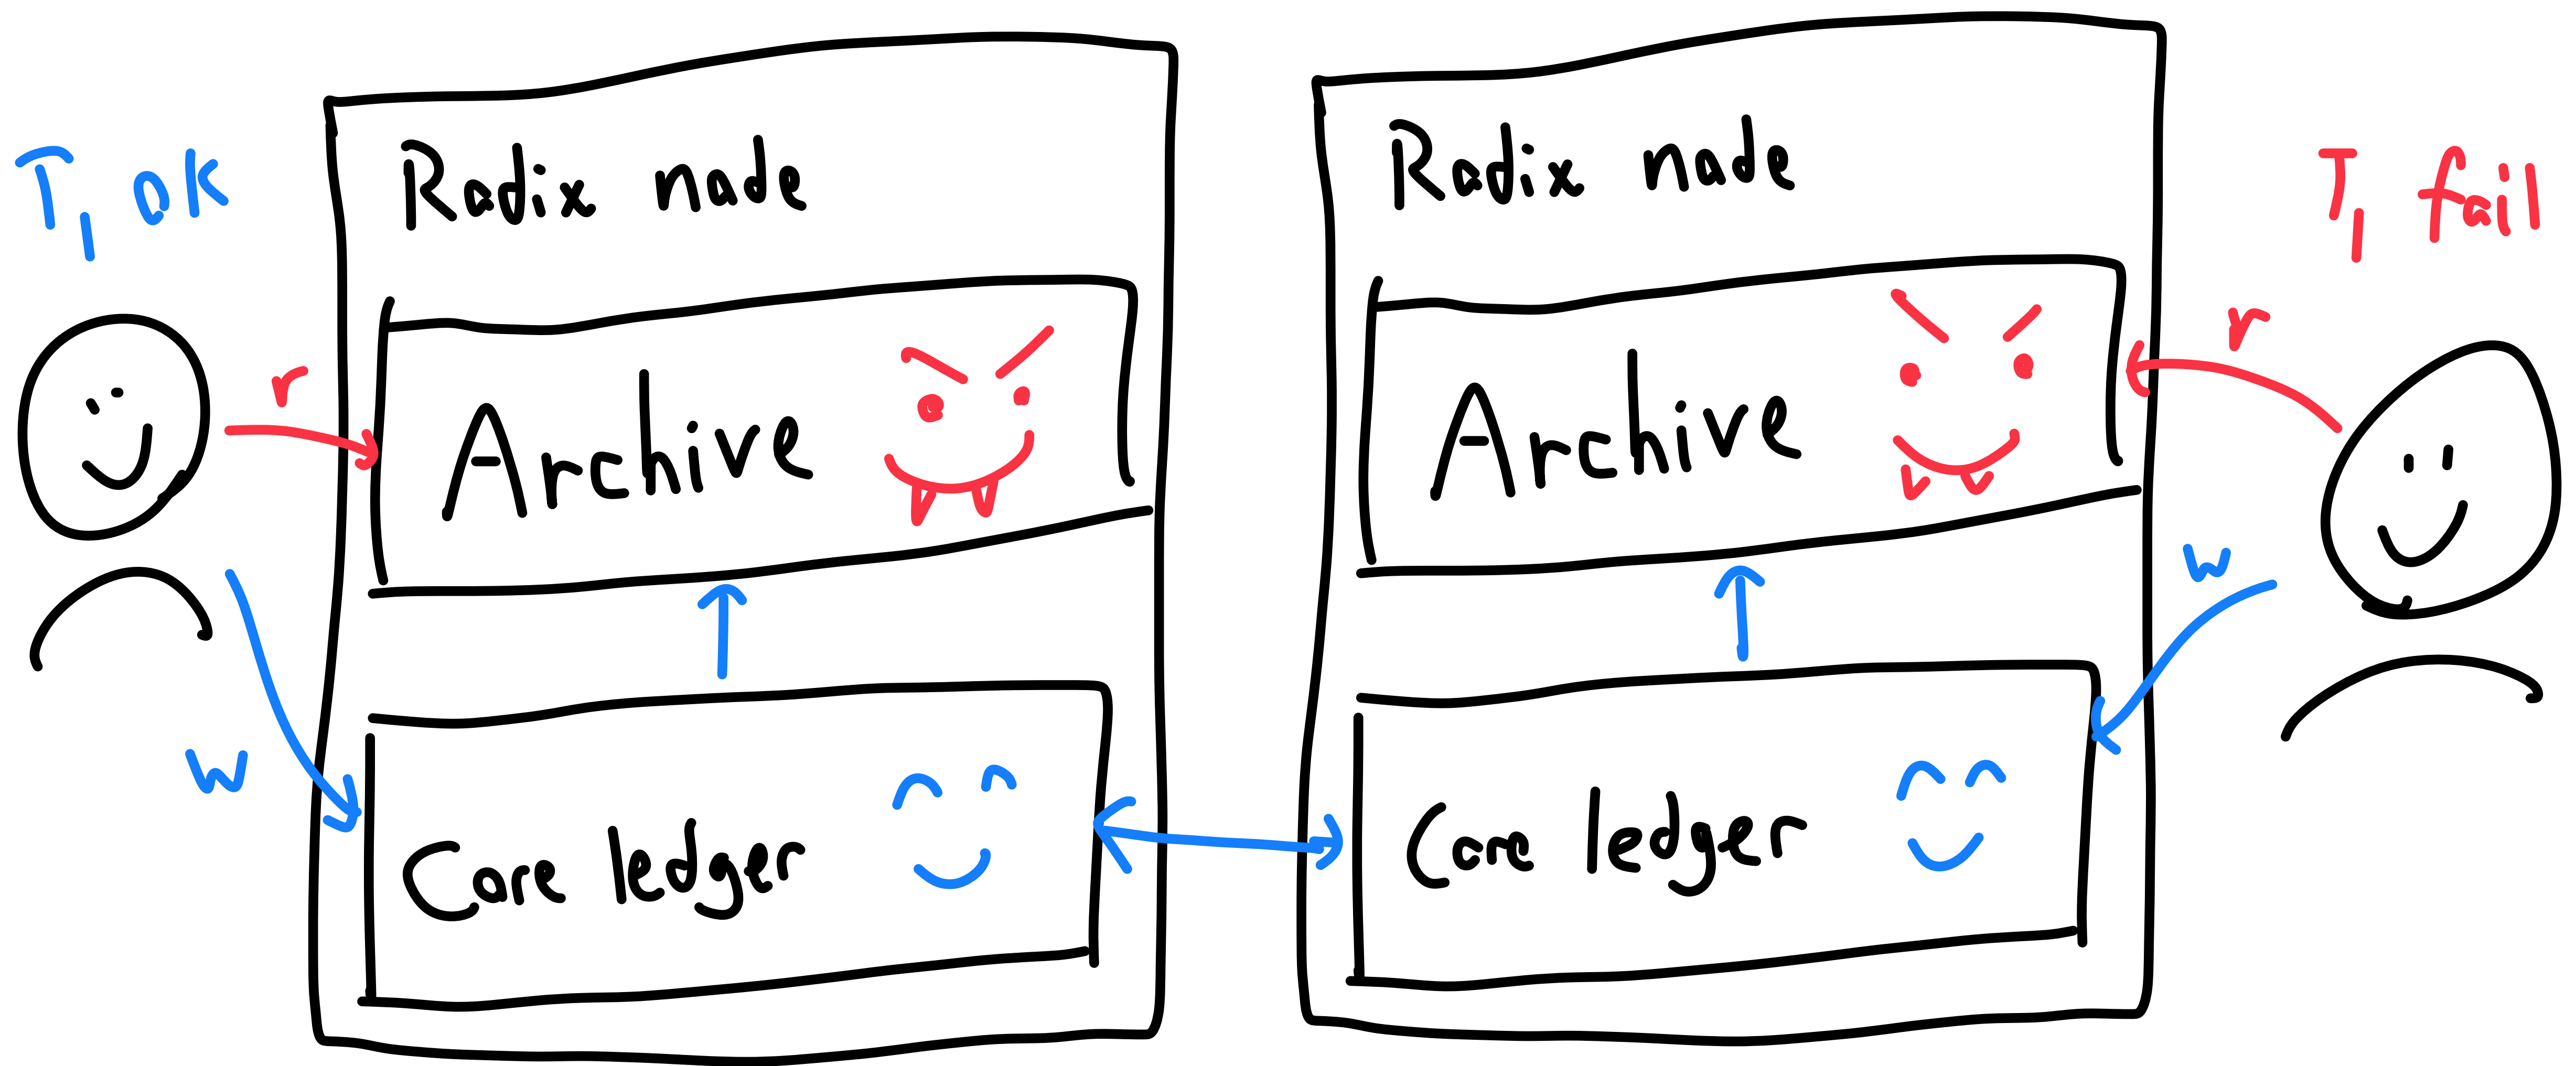 T1 ok
Radix node
r
Archive
w
Core ledger
Radix node
T1 fail
r
Archive
w
Core ledger